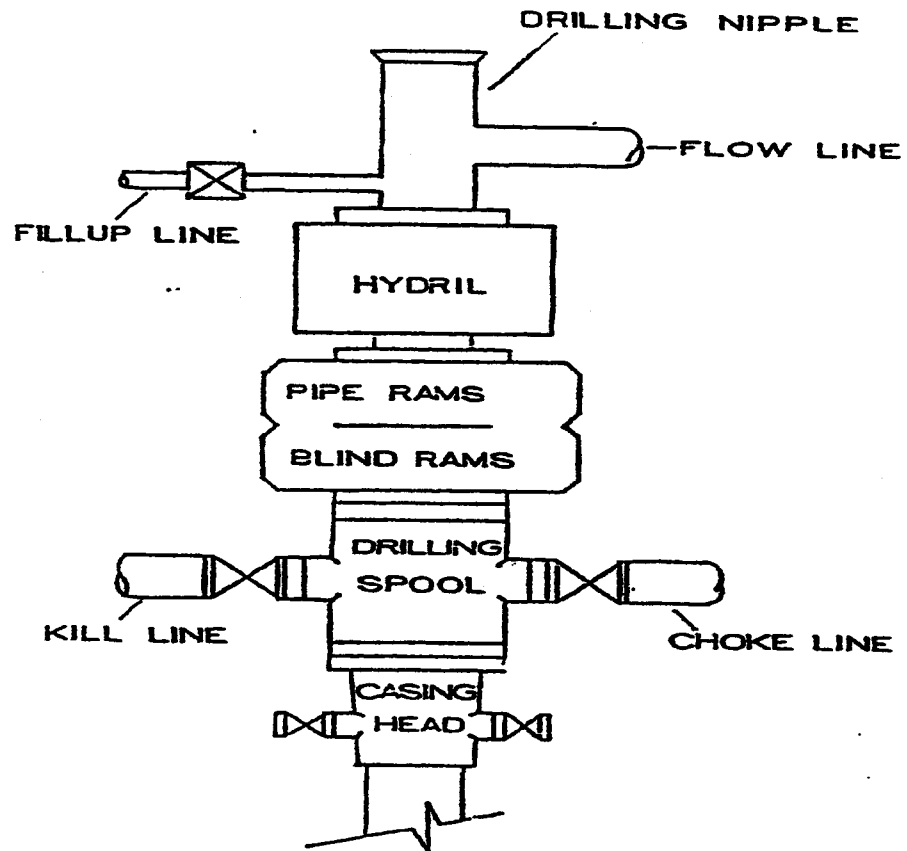 DRILLING NIPPLE
FLOW LINE
FILLUP LINE
HYDRIL
PIPE RAMS
BLIND RAMS
DRILLING
SPOOL
KILL LINE
CHOKE LINE
CASING
HEAD